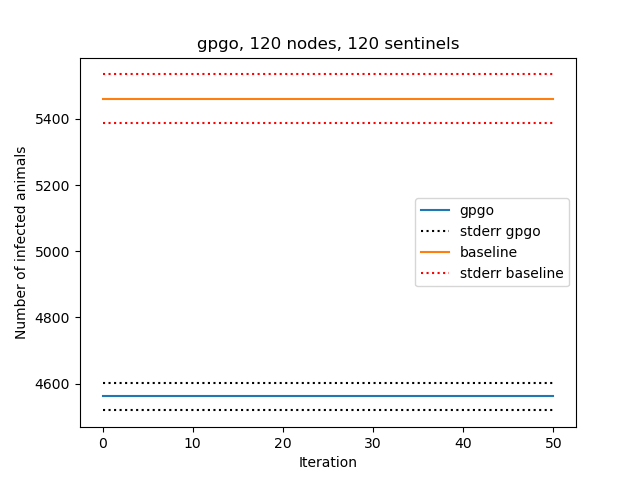 gpgo, 120 nodes, 120 sentinels
Number of infected animals
5400
5200
5000
4800
4600
gpgo
stderr gpgo
baseline
stderr baseline
0 10 20 30 40 50
Iteration